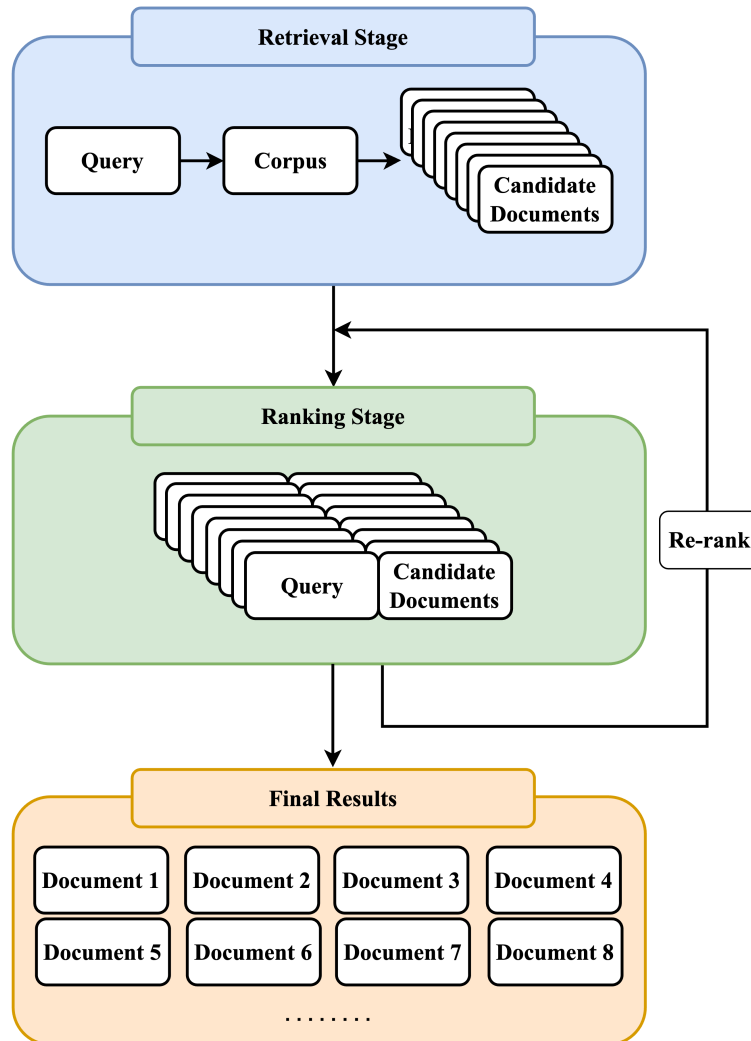 Retrieval Stage
Query
Corpus
Candidate
Documents
Ranking Stage
Query
Candidate
Documents
Re-rank
Final Results
Document 1
Document 2
Document 3
Document 4
Document 5
Document 6
Document 7
Document 8
. . . . . . . .